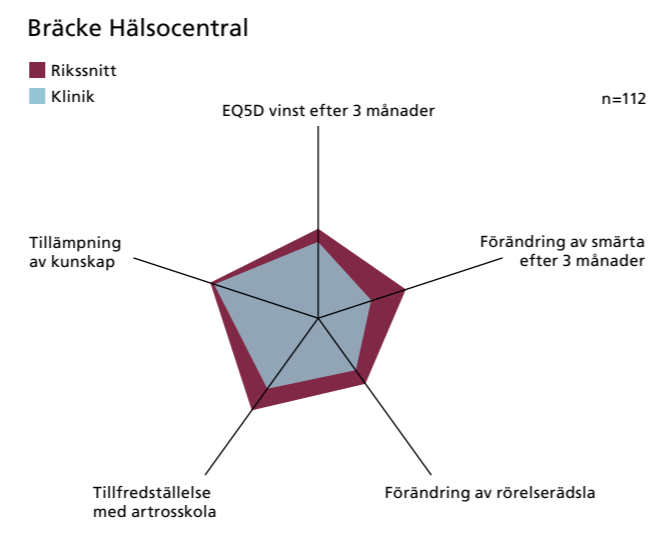 Bräcke Hälsocentral
Rikssnitt
Klinik
n=112
EQ5D vinst efter 3 månader
Tillämpning
av kunskap
Förändring av smärta
efter 3 månader
Tillfredställelse
med artrosskola
Förändring av rörelserädsla